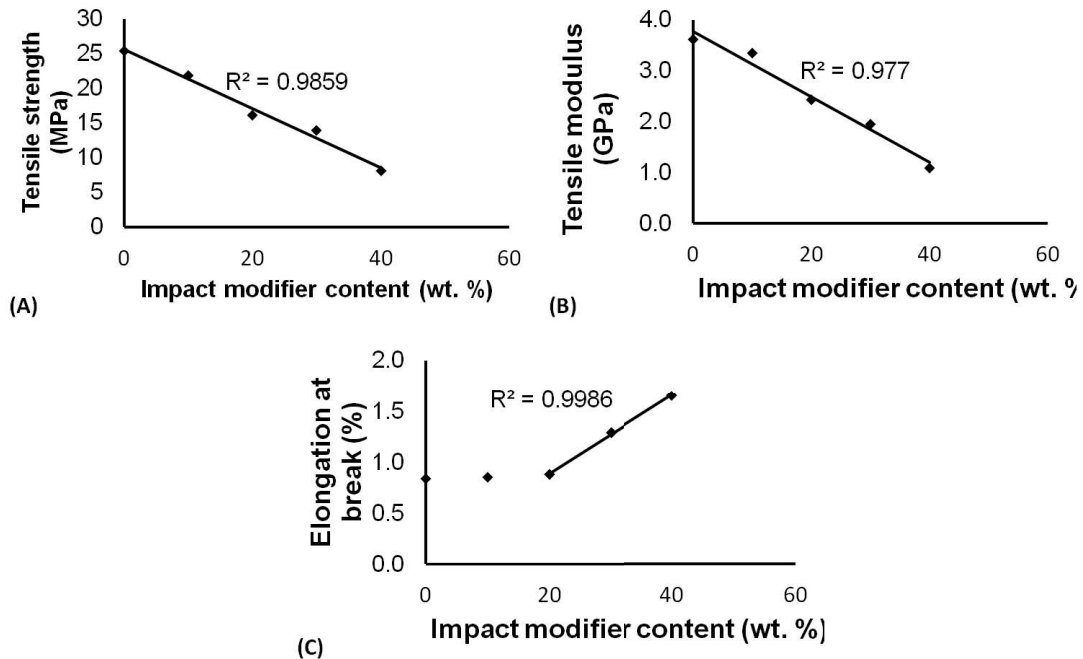 Tensile strength
(MPa)
30
25
20
15
10
5
0
R² = 0.9859
0 20 40 60
Impact modifier content (wt. %)
(A)
Tensile modulus
(GPa)
4.0
3.0
2.0
1.0
0.0
R² = 0.977
0 20 40 60
Impact modifier content (wt. %
(B)
Elongation at
break (%)
2.0
1.5
1.0
0.5
0.0
R² = 0.9986
0 20 40 60
Impact modifier content (wt. %)
(C)